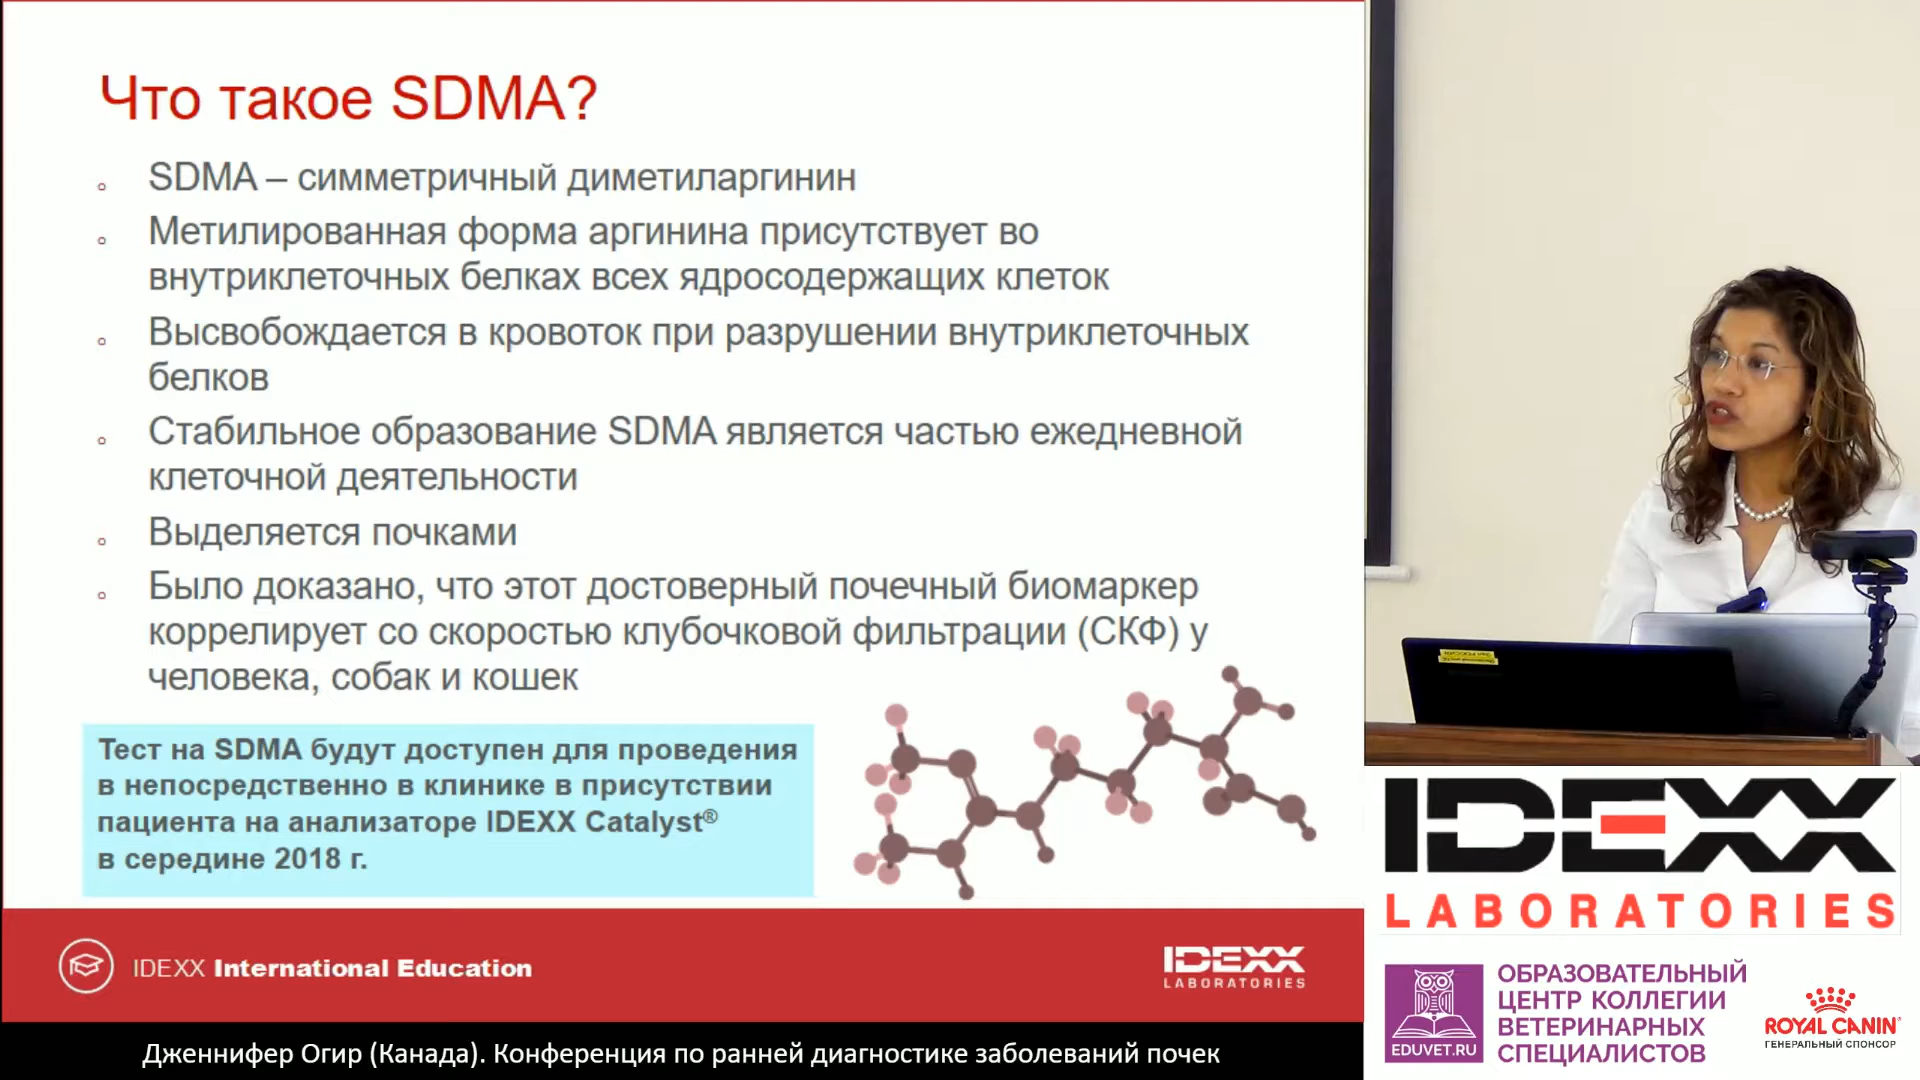 Что такое SDMA?
SDMA – симметричный диметиларгинин
Метилированная форма аргинина присутствует во
внутриклеточных белках всех ядросодержащих клеток
Высвобождается в кровоток при разрушении внутриклеточных
белков
Стабильное образование SDMA является частью ежедневной
клеточной деятельности
Выделяется почками
Было доказано, что этот достоверный почечный биомаркер
коррелирует со скоростью клубочковой фильтрации (СКФ) у
человека, собак и кошек
Тест на SDMA будут доступен для проведения
в непосредственно в клинике в присутствии
пациента на анализаторе IDEXX Catalyst®
в середине 2018 г.
IDEXX International Education
IDEXX
LABORATORIES
Дженнифер Огир (Канада). Конференция по ранней диагностике заболеваний почек
IDEXX
LABORATORIES
EDUVET.RU
ОБРАЗОВАТЕЛЬНЫЙ
ЦЕНТР КОЛЛЕГИИ
ВЕТЕРИНАРНЫХ
СПЕЦИАЛИСТОВ
ROYAL CANIN
ГЕНЕРАЛЬНЫЙ СПОНСОР